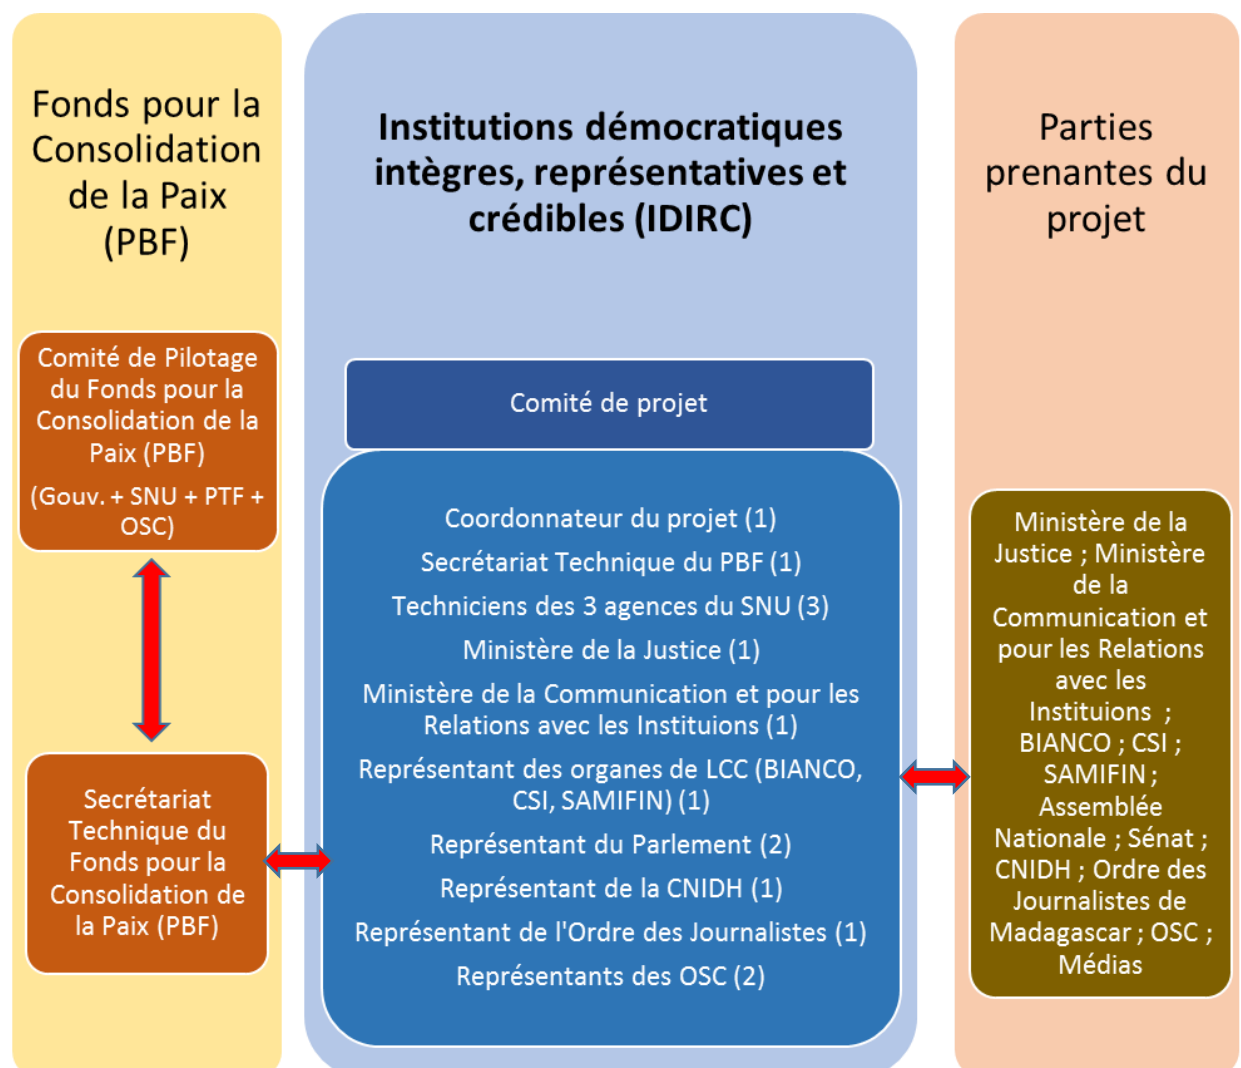 Fonds pour la
Consolidation
de la Paix
(PBF)
Comité de Pilotage
du Fonds pour la
Consolidation de la
Paix (PBF)
(Gouv. + SNU + PTF +
OSC)
Secrétariat
Technique du
Fonds pour la
Consolidation de
la Paix (PBF)
Institutions démocratiques
intègres, représentatives et
crédibles (IDIRC)
Comité de projet
Coordonnateur du projet (1)
Secrétariat Technique du PBF (1)
Techniciens des 3 agences du SNU (3)
Ministère de la Justice (1)
Ministère de la Communication et pour les
Relations avec les Instituions (1)
Représentant des organes de LCC (BIANCO,
CSI, SAMIFIN) (1)
Représentant du Parlement (2)
Représentant de la CNIDH (1)
Représentant de l'Ordre des Journalistes (1)
Représentants des OSC (2)
Parties
prenantes du
projet
Ministère de la
Justice ; Ministère
de la
Communication et
pour les Relations
avec les
Instituions ;
BIANCO ; CSI ;
SAMIFIN ;
Assemblée
Nationale ; Sénat ;
CNIDH ; Ordre des
Journalistes de
Madagascar ; OSC ;
Médias